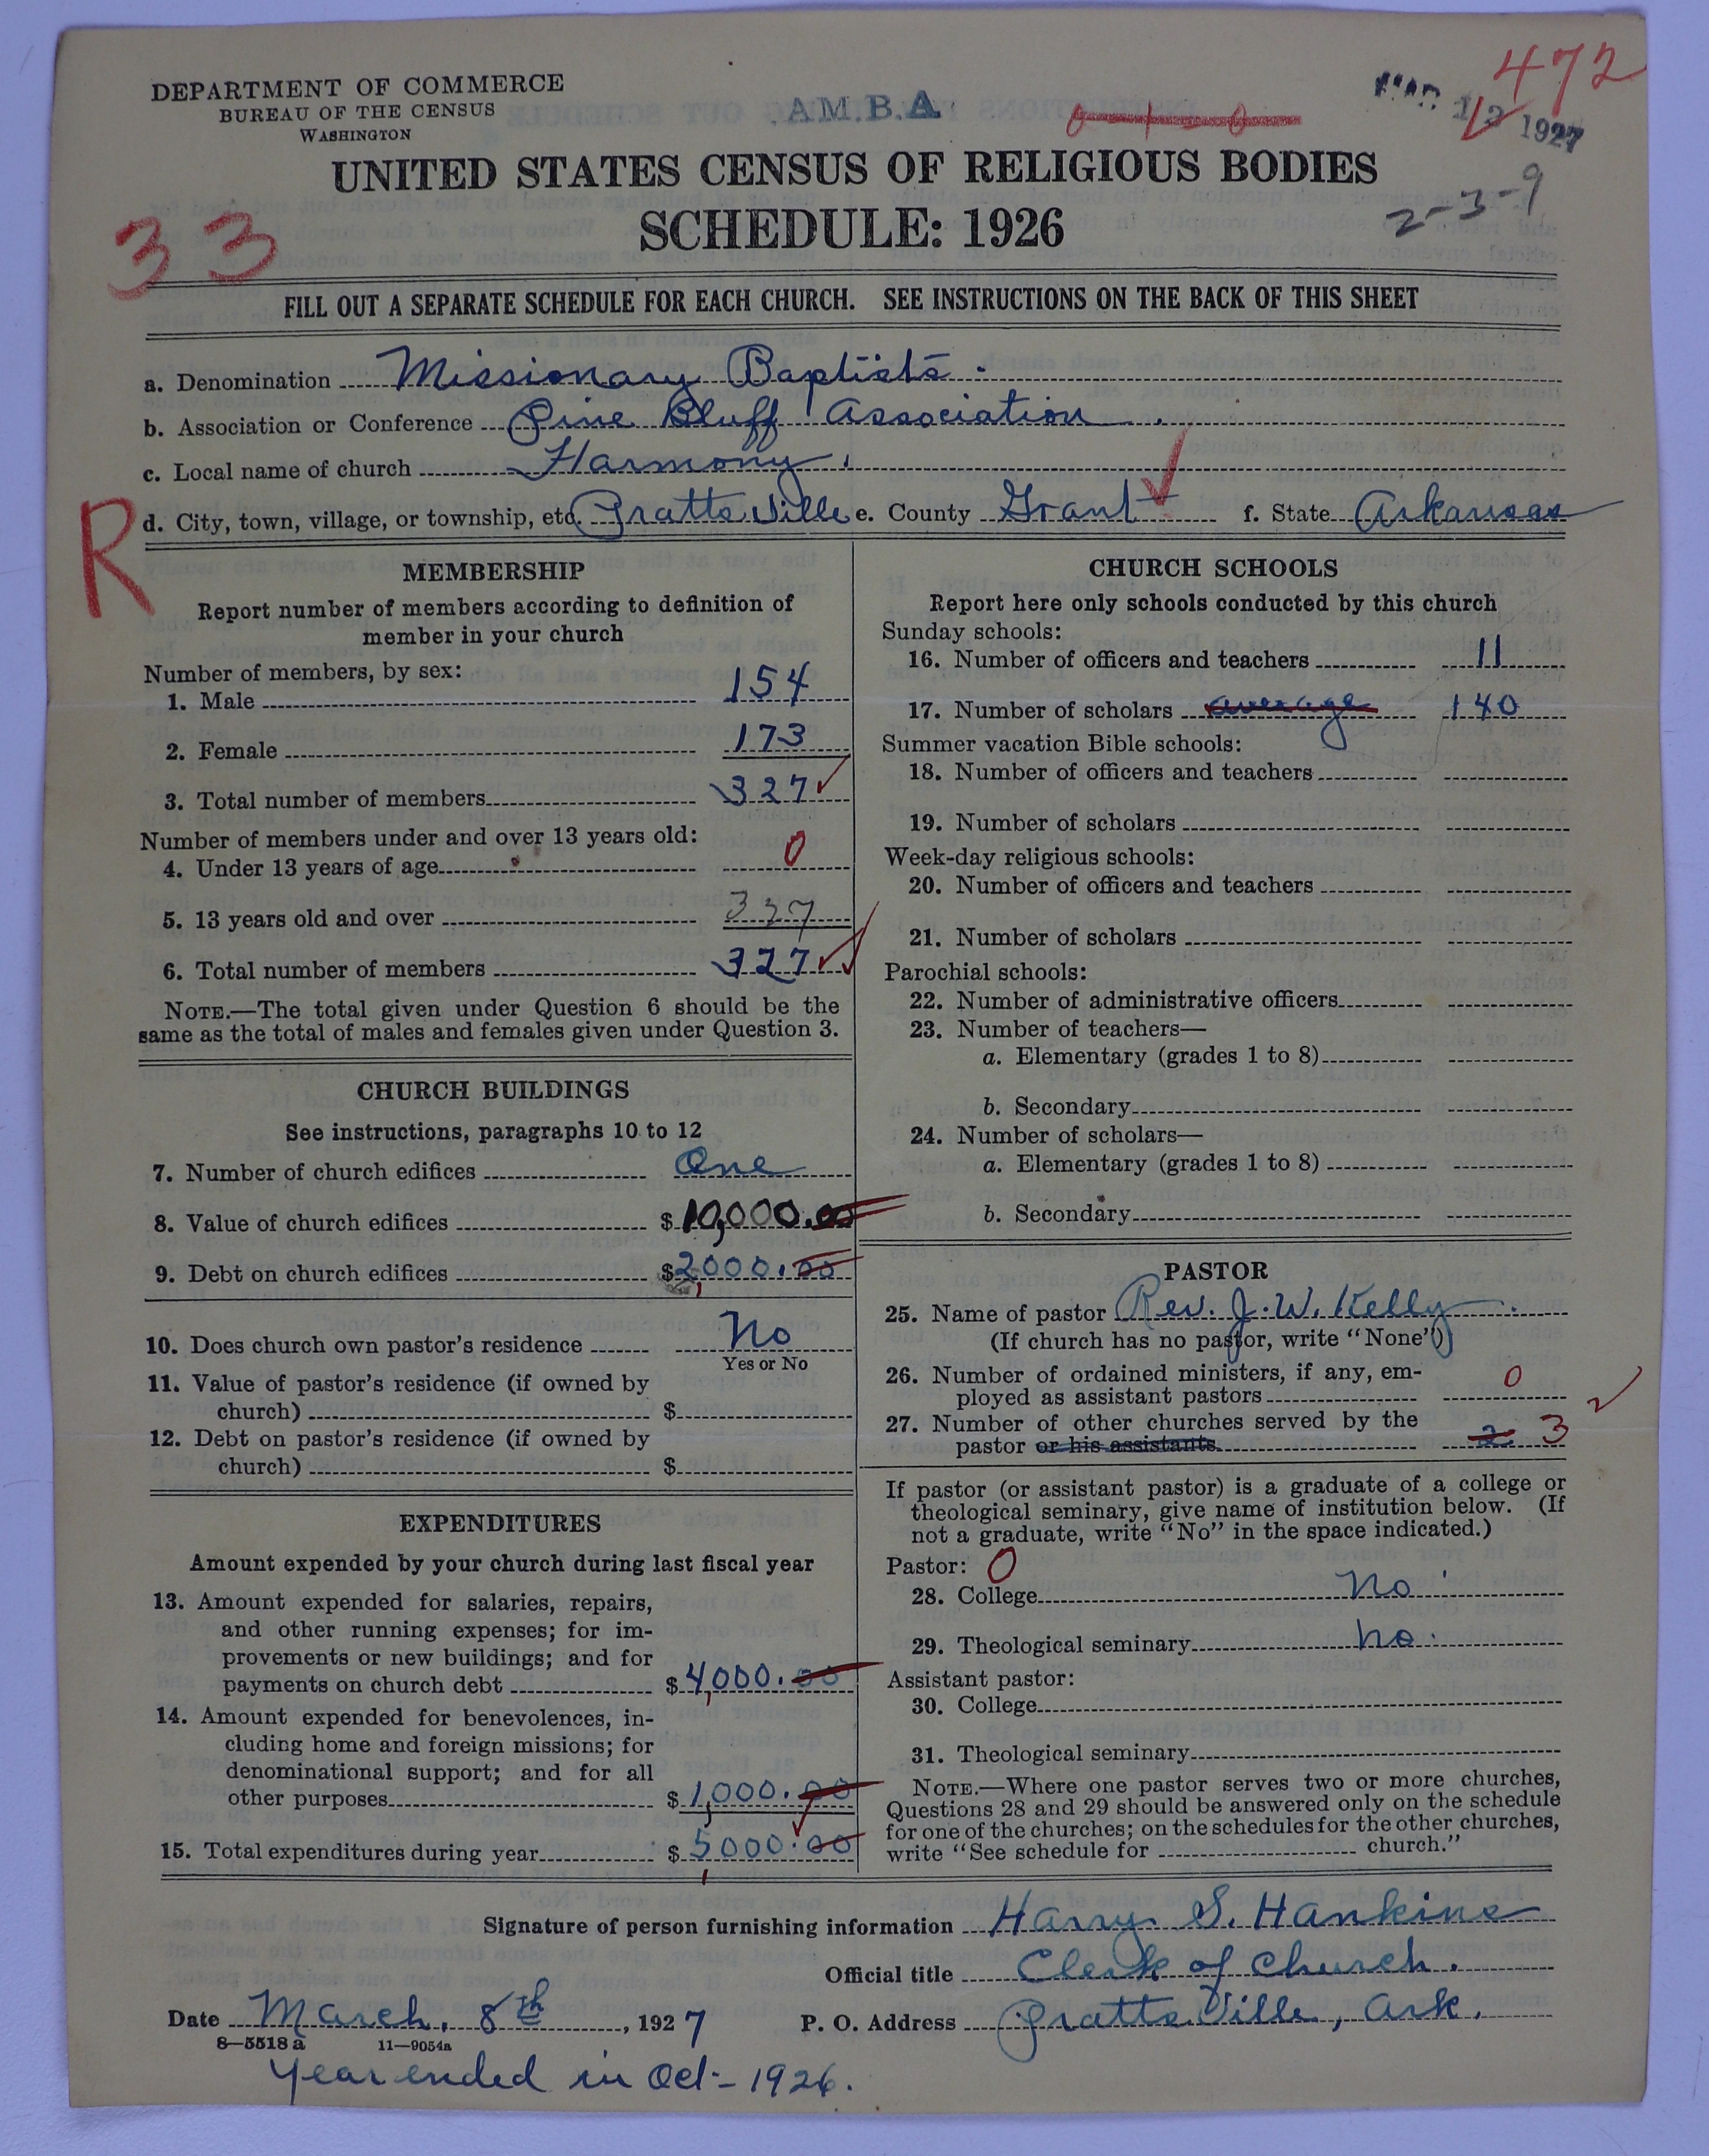 472
DEPARTMENT OF COMMERCE
BUREAU OF THE CENSUS
WASHINGTON
A.M.B.A.
0-1-0
MAR 12 1927
UNITED STATES CENSUS OF RELIGIOUS BODIES
SCHEDULE: 1926
2-3-9
33
FILL OUT A SEPARATE SCHEDULE FOR EACH CHURCH. SEE INSTRUCTIONS ON THE BACK OF THIS SHEET
a. Denomination Missionary Baptists.
b. Association or Conference Pine Bluff Association.
c. Local name of church Harmony.
R
d. City, town, village, or township, etc. Prattsville e. County Grant f. State Arkansas
MEMBERSHIP
Report number of members according to definition of
member in your church
Number of members, by sex:
1. Male 154
2. Female 173
3. Total number of members 327
Number of members under and over 13 years old:
4. Under 13 years of age 0
5. 13 years old and over 327
6. Total number of members 327
NOTE.—The total given under Question 6 should be the
same as the total of males and females given under Question 3.
CHURCH BUILDINGS
See instructions, paragraphs 10 to 12
7. Number of church edifices One
8. Value of church edifices $10,000.00
9. Debt on church edifices $2,000.00
10. Does church own pastor's residence No
Yes or No
11. Value of pastor's residence (if owned by
church) $
12. Debt on pastor's residence (if owned by
church) $
EXPENDITURES
Amount expended by your church during last fiscal year
13. Amount expended for salaries, repairs,
and other running expenses; for im-
provements or new buildings; and for
payments on church debt $4,000.00
14. Amount expended for benevolences, in-
cluding home and foreign missions; for
denominational support; and for all
other purposes $1,000.00
15. Total expenditures during year $5,000.00
CHURCH SCHOOLS
Report here only schools conducted by this church
Sunday schools:
16. Number of officers and teachers 11
17. Number of scholars average 140
Summer vacation Bible schools:
18. Number of officers and teachers
19. Number of scholars
Week-day religious schools:
20. Number of officers and teachers
21. Number of scholars
Parochial schools:
22. Number of administrative officers
23. Number of teachers—
a. Elementary (grades 1 to 8)
b. Secondary
24. Number of scholars—
a. Elementary (grades 1 to 8)
b. Secondary
PASTOR
25. Name of pastor Rev. J. W. Kelly.
(If church has no pastor, write "None")
26. Number of ordained ministers, if any, em-
ployed as assistant pastors 0
27. Number of other churches served by the
pastor or his assistants 2 3
If pastor (or assistant pastor) is a graduate of a college or
theological seminary, give name of institution below. (If
not a graduate, write "No" in the space indicated.)
Pastor: 0
28. College No
29. Theological seminary No.
Assistant pastor:
30. College
31. Theological seminary
NOTE.—Where one pastor serves two or more churches,
Questions 28 and 29 should be answered only on the schedule
for one of the churches; on the schedules for the other churches,
write "See schedule for church."
Signature of person furnishing information Harry S. Hankins
Official title Clerk of Church.
Date March, 8th, 1927 P. O. Address Prattsville, Ark.
8—5518a 11—9054a
Year ended in Oct- 1926.